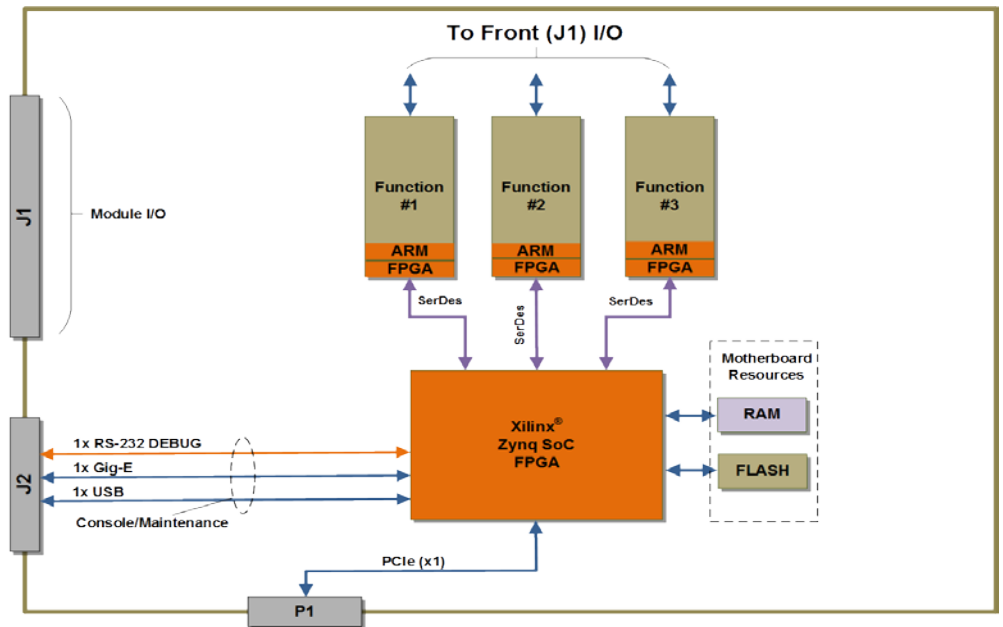 To Front (J1) I/O
J1
Module I/O
Function
#1
ARM
FPGA
Function
#2
ARM
FPGA
Function
#3
ARM
FPGA
SerDes
SerDes
SerDes
Motherboard
Resources
RAM
FLASH
Xilinx®
Zynq SoC
FPGA
J2
1x RS-232 DEBUG
1x Gig-E
1x USB
Console/Maintenance
PCIe (x1)
P1